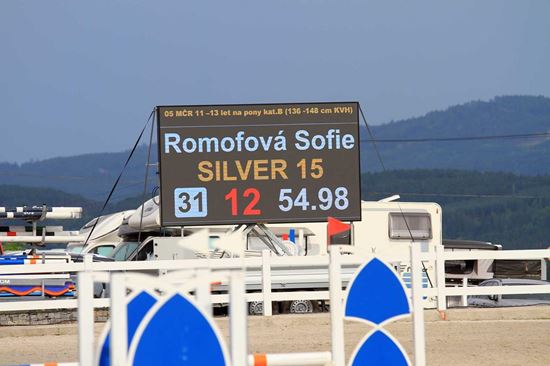 05 MČR 11 –13 let na pony kat.B (136 -148 cm KVH)
Romofová Sofie
SILVER 15
31 12 54.98